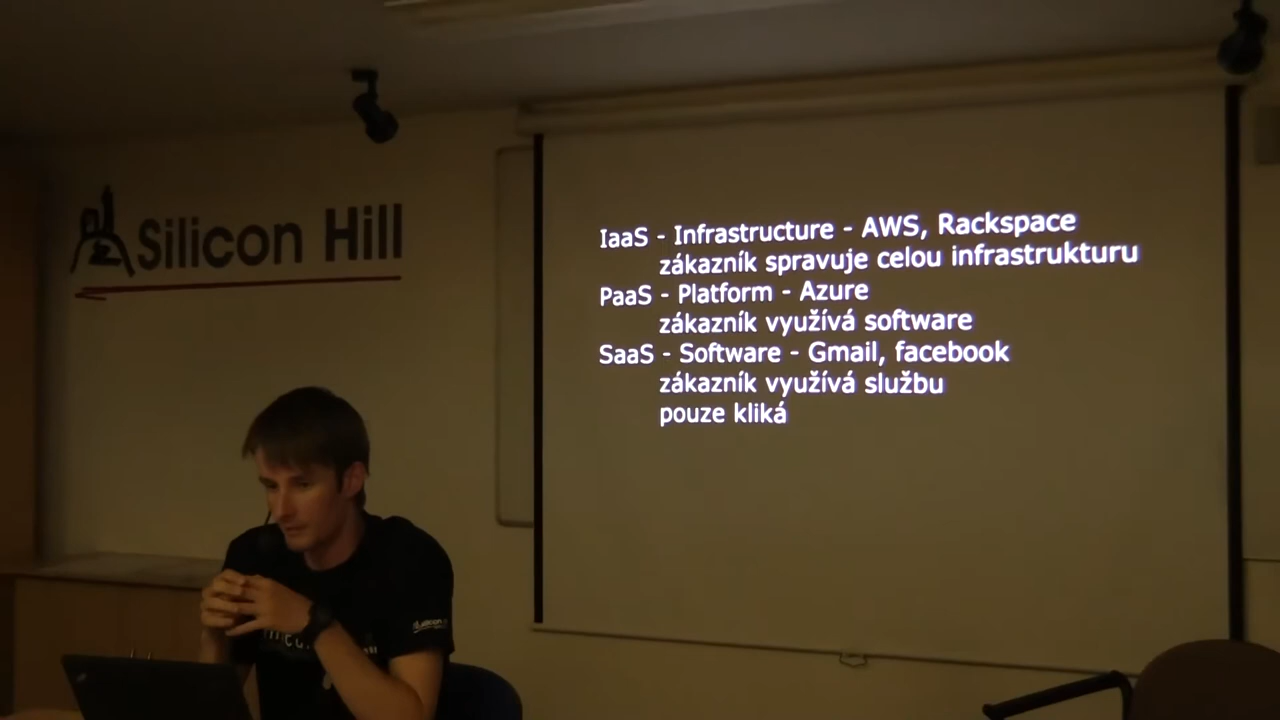 Silicon Hill
IaaS - Infrastructure - AWS, Rackspace
zákazník spravuje celou infrastrukturu
PaaS - Platform - Azure
zákazník využívá software
SaaS - Software - Gmail, facebook
zákazník využívá službu
pouze kliká